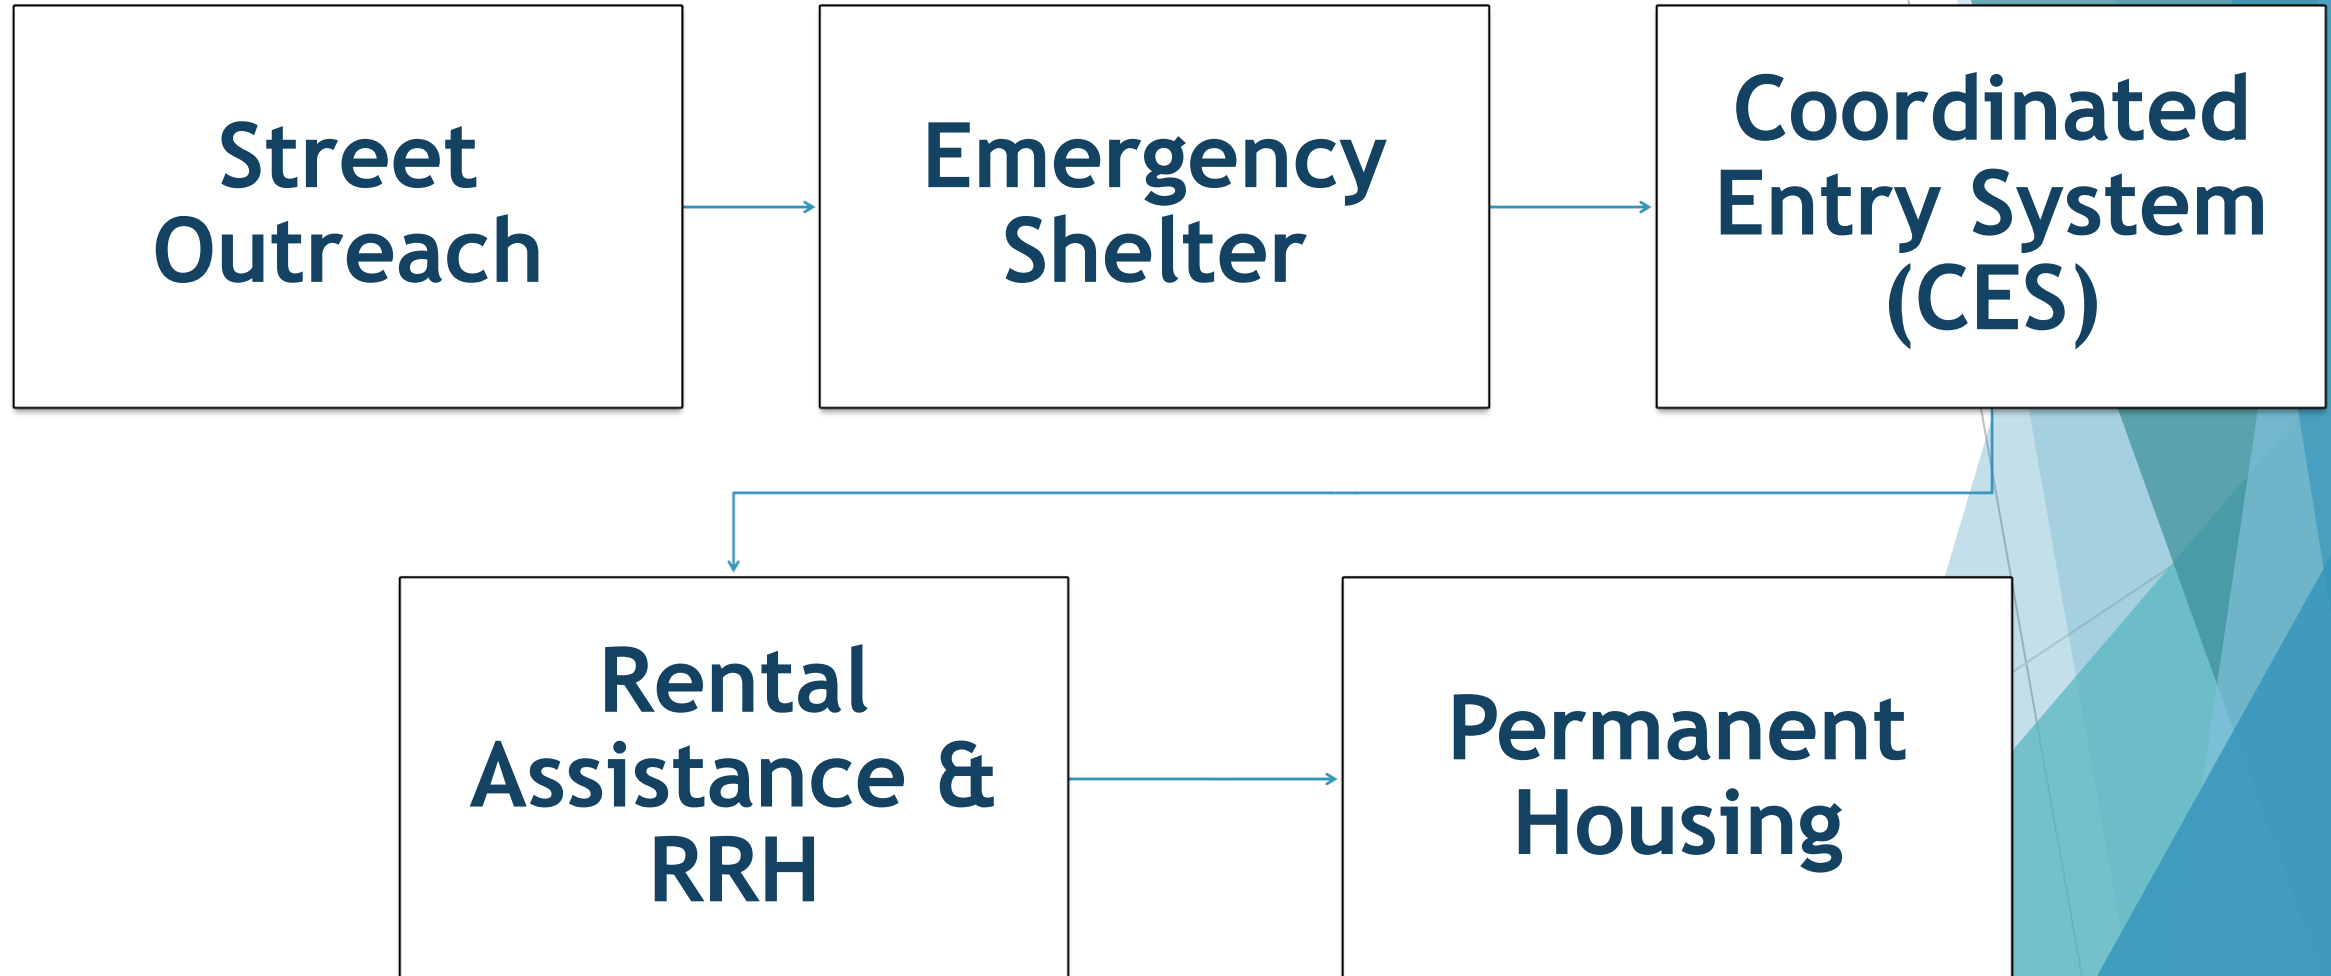 Street
Outreach
Emergency
Shelter
Coordinated
Entry System
(CES)
Rental
Assistance &
RRH
Permanent
Housing